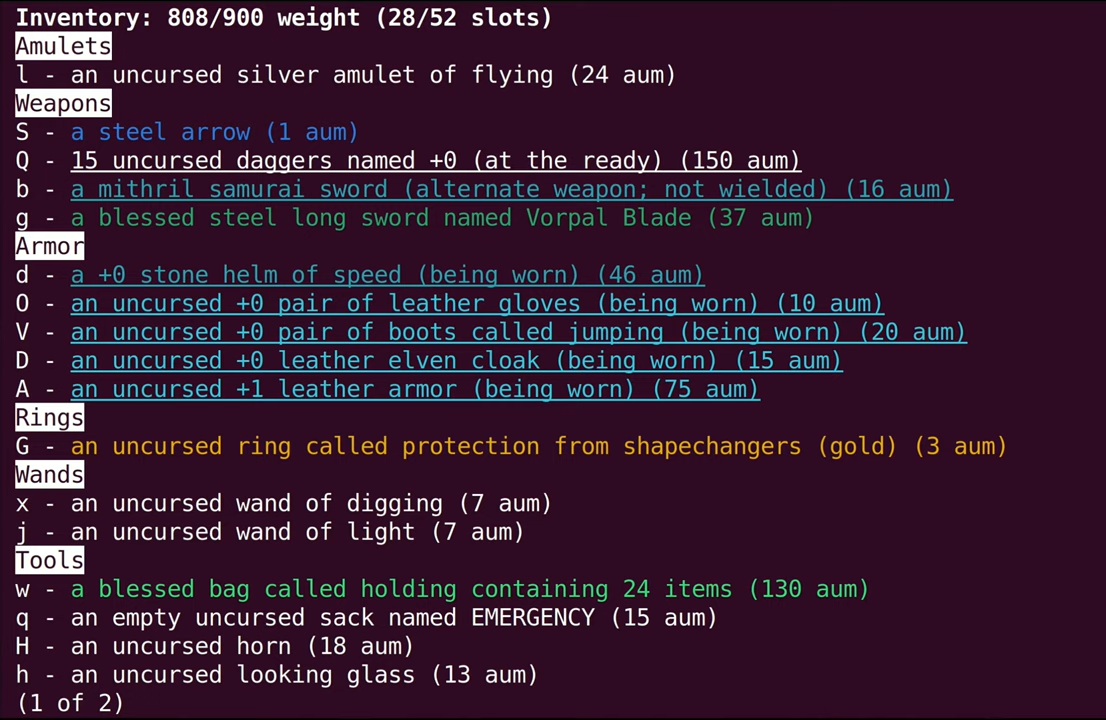 Inventory: 808/900 weight (28/52 slots)
Amulets
l - an uncursed silver amulet of flying (24 aum)
Weapons
S - a steel arrow (1 aum)
Q - 15 uncursed daggers named +0 (at the ready) (150 aum)
b - a mithril samurai sword (alternate weapon; not wielded) (16 aum)
g - a blessed steel long sword named Vorpal Blade (37 aum)
Armor
d - a +0 stone helm of speed (being worn) (46 aum)
O - an uncursed +0 pair of leather gloves (being worn) (10 aum)
V - an uncursed +0 pair of boots called jumping (being worn) (20 aum)
D - an uncursed +0 leather elven cloak (being worn) (15 aum)
A - an uncursed +1 leather armor (being worn) (75 aum)
Rings
G - an uncursed ring called protection from shapechangers (gold) (3 aum)
Wands
x - an uncursed wand of digging (7 aum)
j - an uncursed wand of light (7 aum)
Tools
w - a blessed bag called holding containing 24 items (130 aum)
q - an empty uncursed sack named EMERGENCY (15 aum)
H - an uncursed horn (18 aum)
h - an uncursed looking glass (13 aum)
(1 of 2)